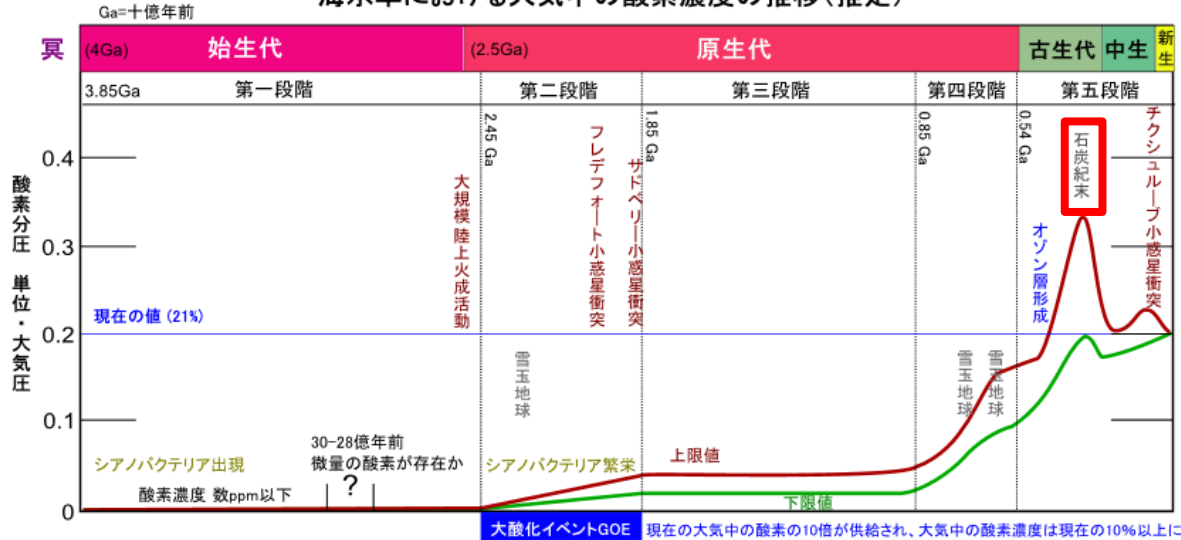 Ga=十億年前
冥
(4Ga)
始生代
(2.5Ga)
原生代
古生代
中生
新生
3.85Ga
第一段階
第二段階
第三段階
第四段階
第五段階
2.45 Ga
1.85 Ga
0.85 Ga
0.54 Ga
大規模陸上火成活動
フレデフォート小惑星衝突
サドベリー小惑星衝突
オゾン層形成
石炭紀末
チクシュルーブ小惑星衝突
酸素分圧 単位・大気圧
0.4
0.3
0.2
0.1
0
現在の値 (21%)
雪玉地球
雪玉地球
雪玉地球
シアノバクテリア出現
30-28億年前
微量の酸素が存在か
?
酸素濃度 数ppm以下
シアノバクテリア繁栄
上限値
下限値
大酸化イベントGOE
現在の大気中の酸素の10倍が供給され、大気中の酸素濃度は現在の10%以上に